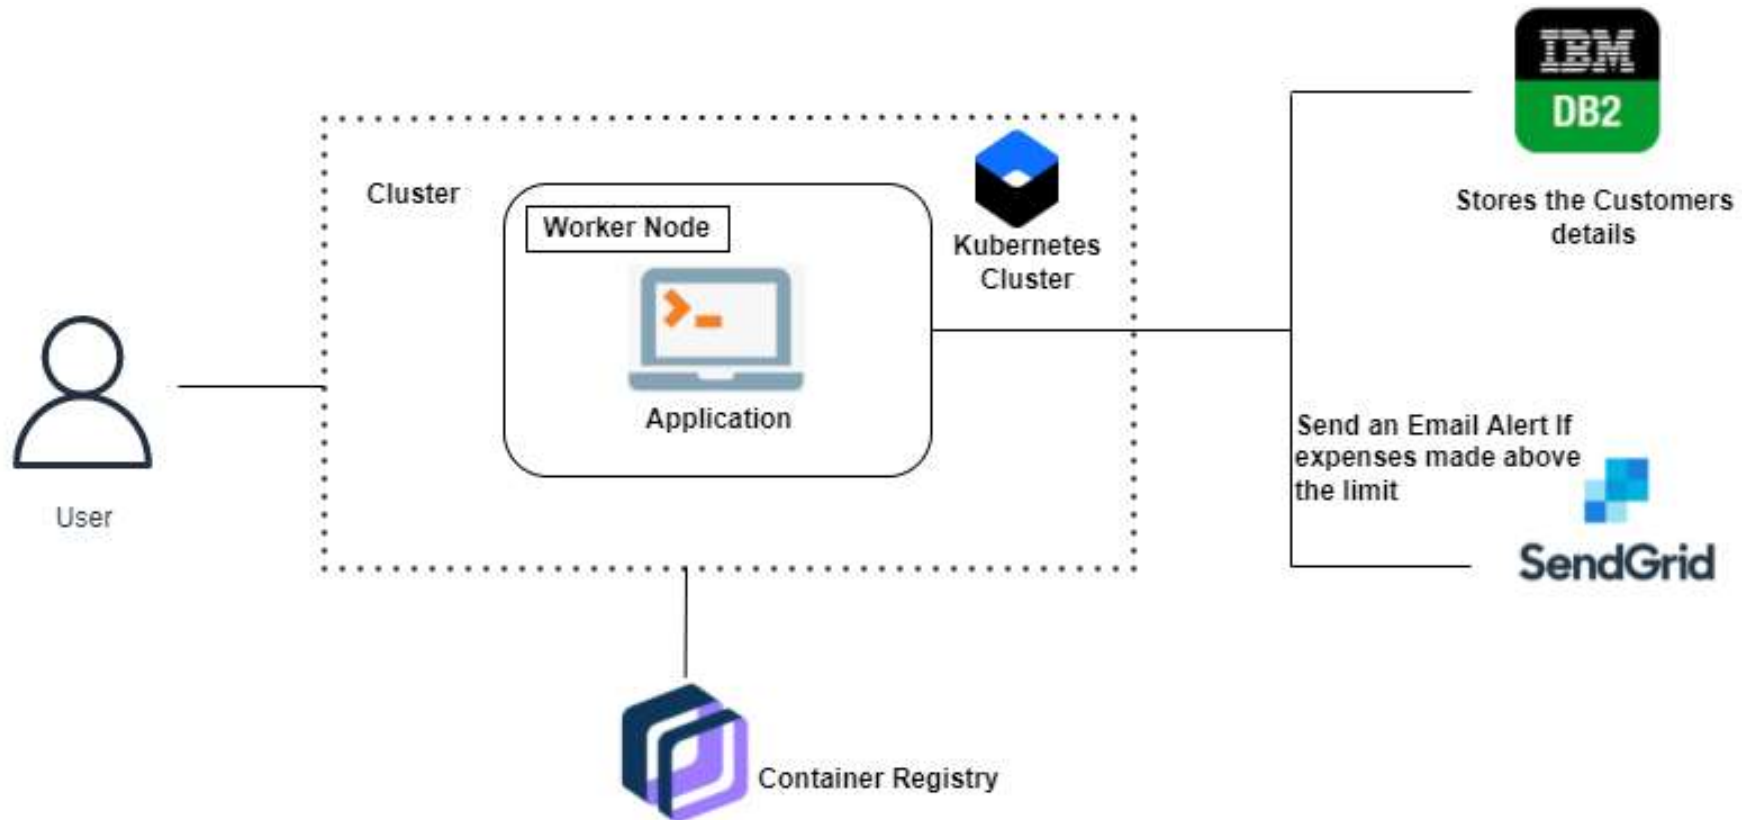 IBM
DB2
Stores the Customers
details
Cluster
Worker Node
Kubernetes
Cluster
Application
User
Send an Email Alert If
expenses made above
the limit
SendGrid
Container Registry